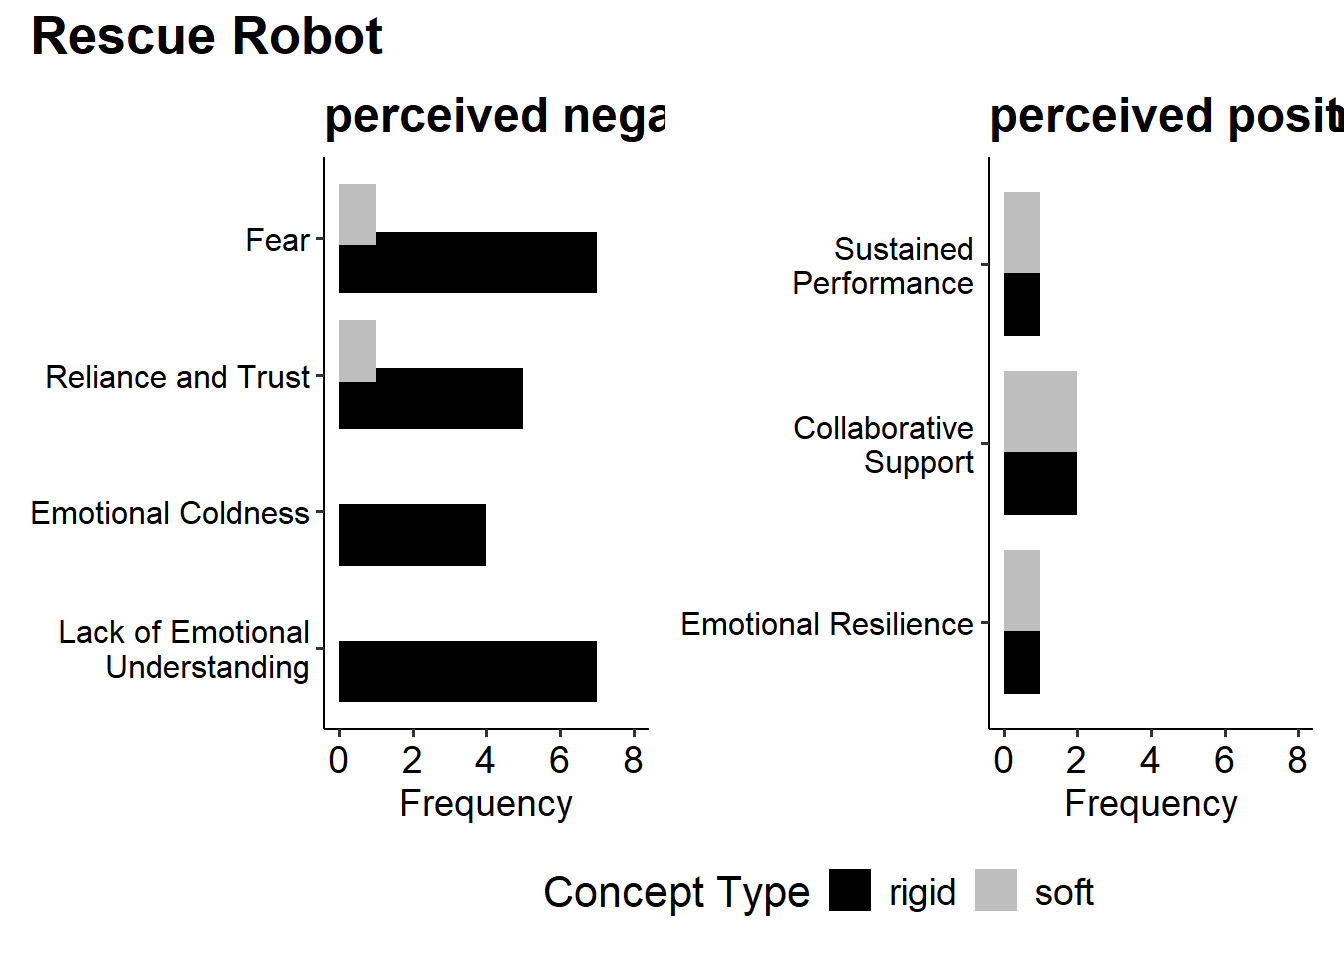 Rescue Robot
perceived nega
Fear
Reliance and Trust
Emotional Coldness
Lack of Emotional
Understanding
0 2 4 6 8
Frequency
perceived posit
Sustained
Performance
Collaborative
Support
Emotional Resilience
0 2 4 6 8
Frequency
Concept Type rigid soft